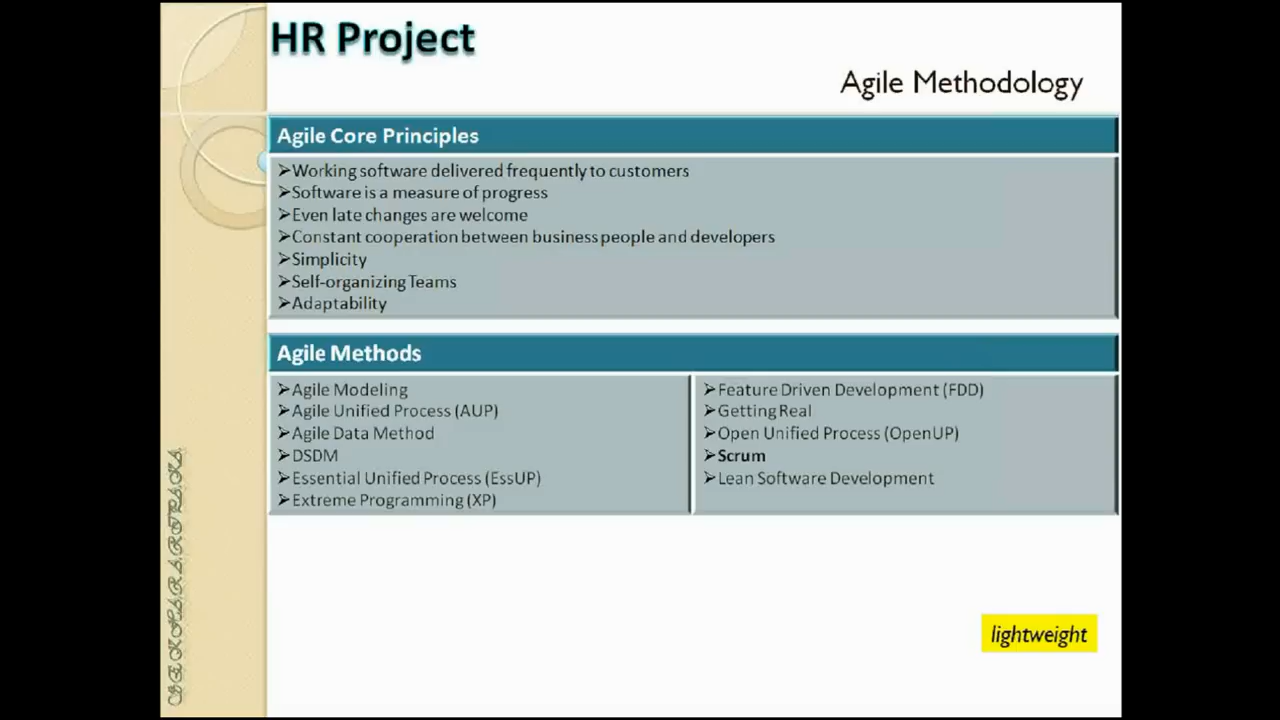 HR Project
Agile Methodology
Agile Core Principles
➢Working software delivered frequently to customers
➢Software is a measure of progress
➢Even late changes are welcome
➢Constant cooperation between business people and developers
➢Simplicity
➢Self-organizing Teams
➢Adaptability
Agile Methods
➢Agile Modeling
➢Agile Unified Process (AUP)
➢Agile Data Method
➢DSDM
➢Essential Unified Process (EssUP)
➢Extreme Programming (XP)
➢Feature Driven Development (FDD)
➢Getting Real
➢Open Unified Process (OpenUP)
➢Scrum
➢Lean Software Development
lightweight